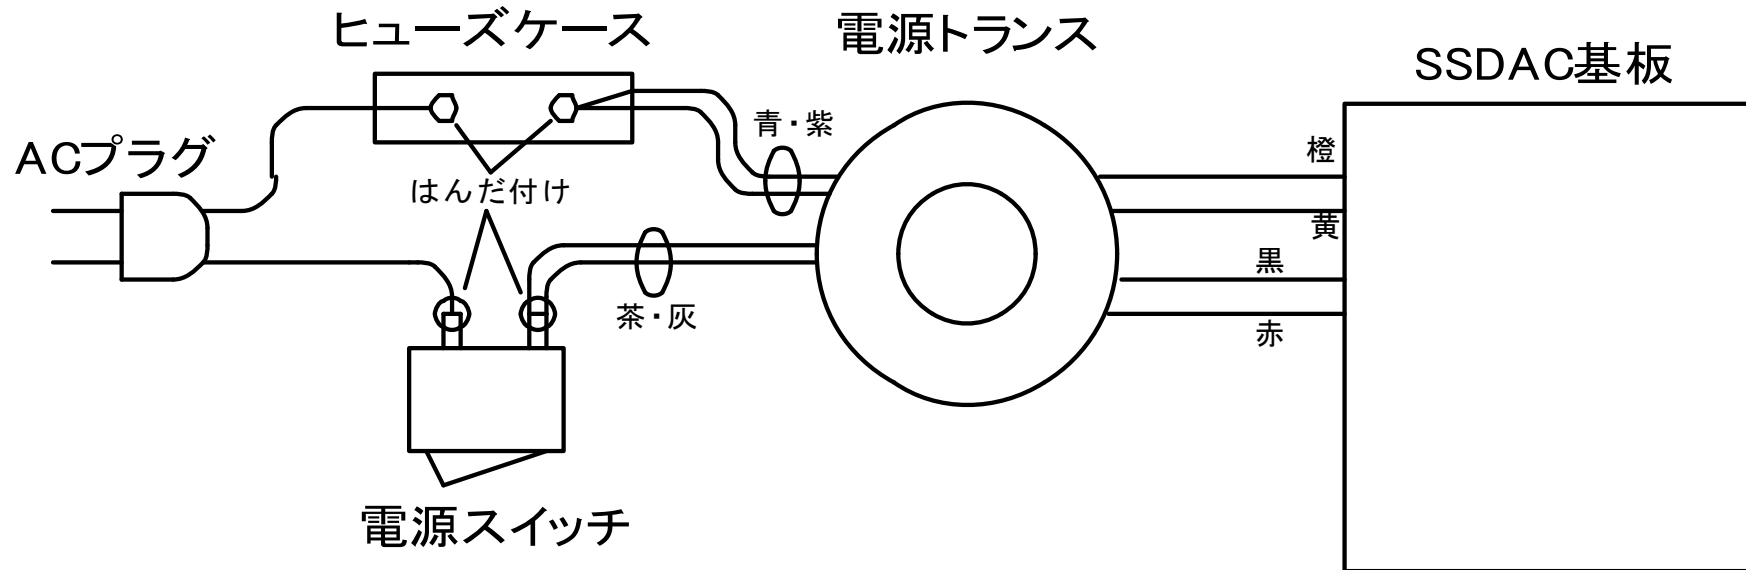 ヒューズケース
電源トランス
SSDAC基板
ACプラグ
青・紫
橙
はんだ付け
黄
黒
茶・灰
赤
電源スイッチ